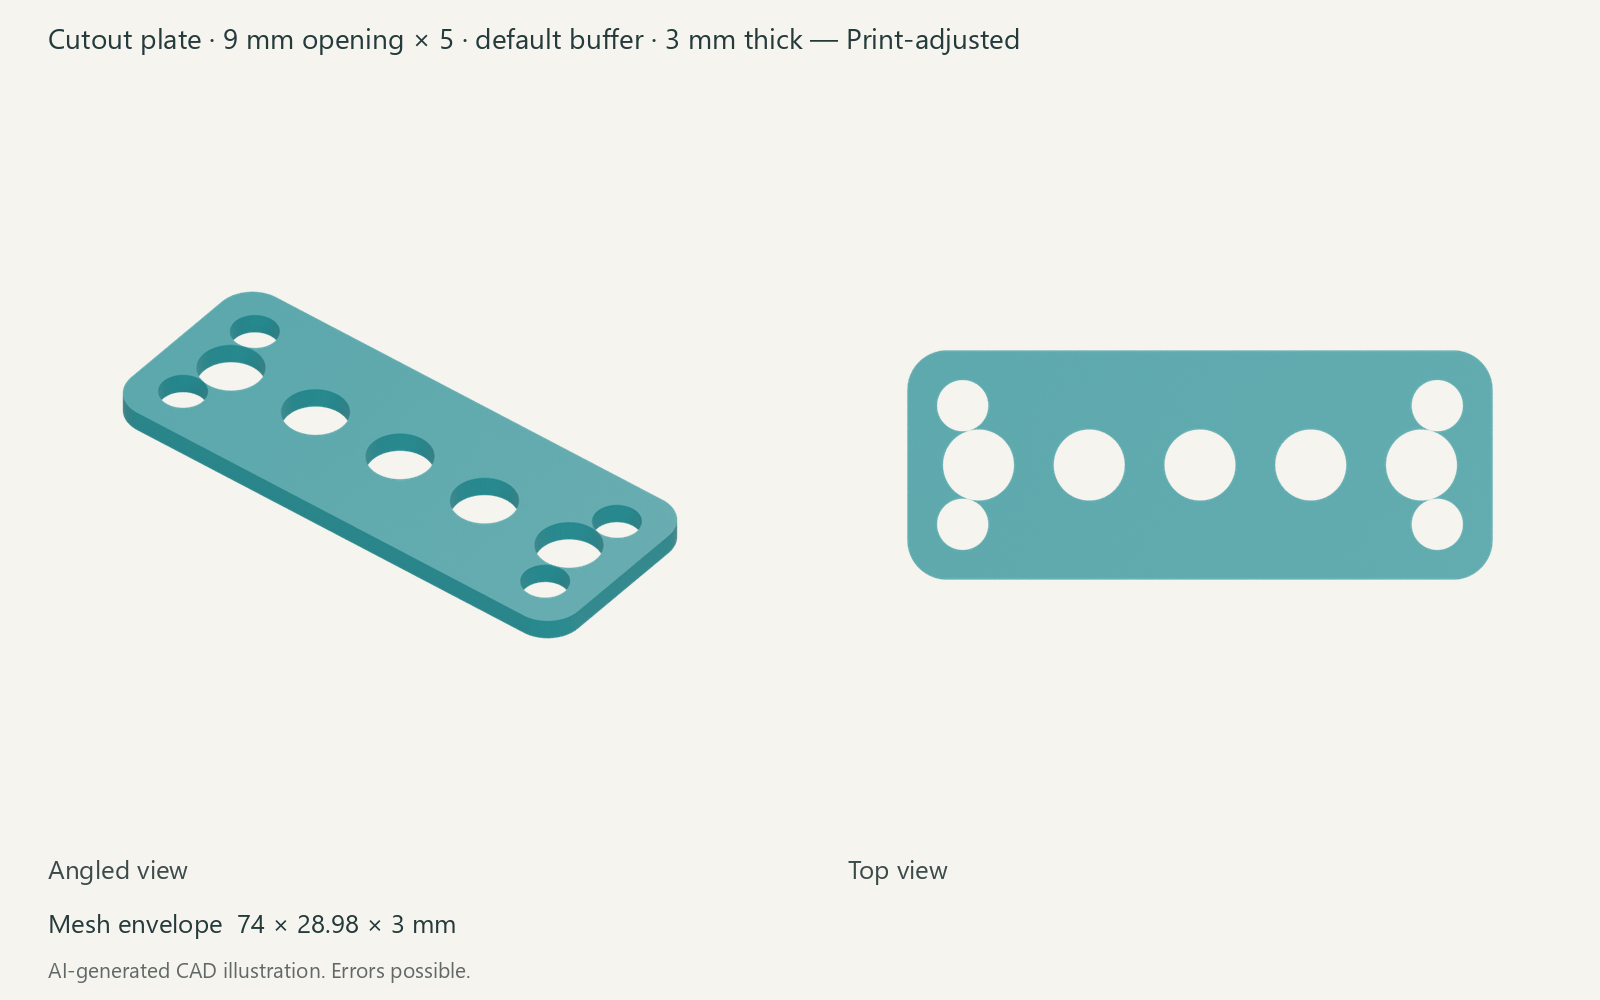 Cutout plate · 9 mm opening × 5 · default buffer · 3 mm thick — Print-adjusted
Angled view
Top view
Mesh envelope 74 × 28.98 × 3 mm
AI-generated CAD illustration. Errors possible.